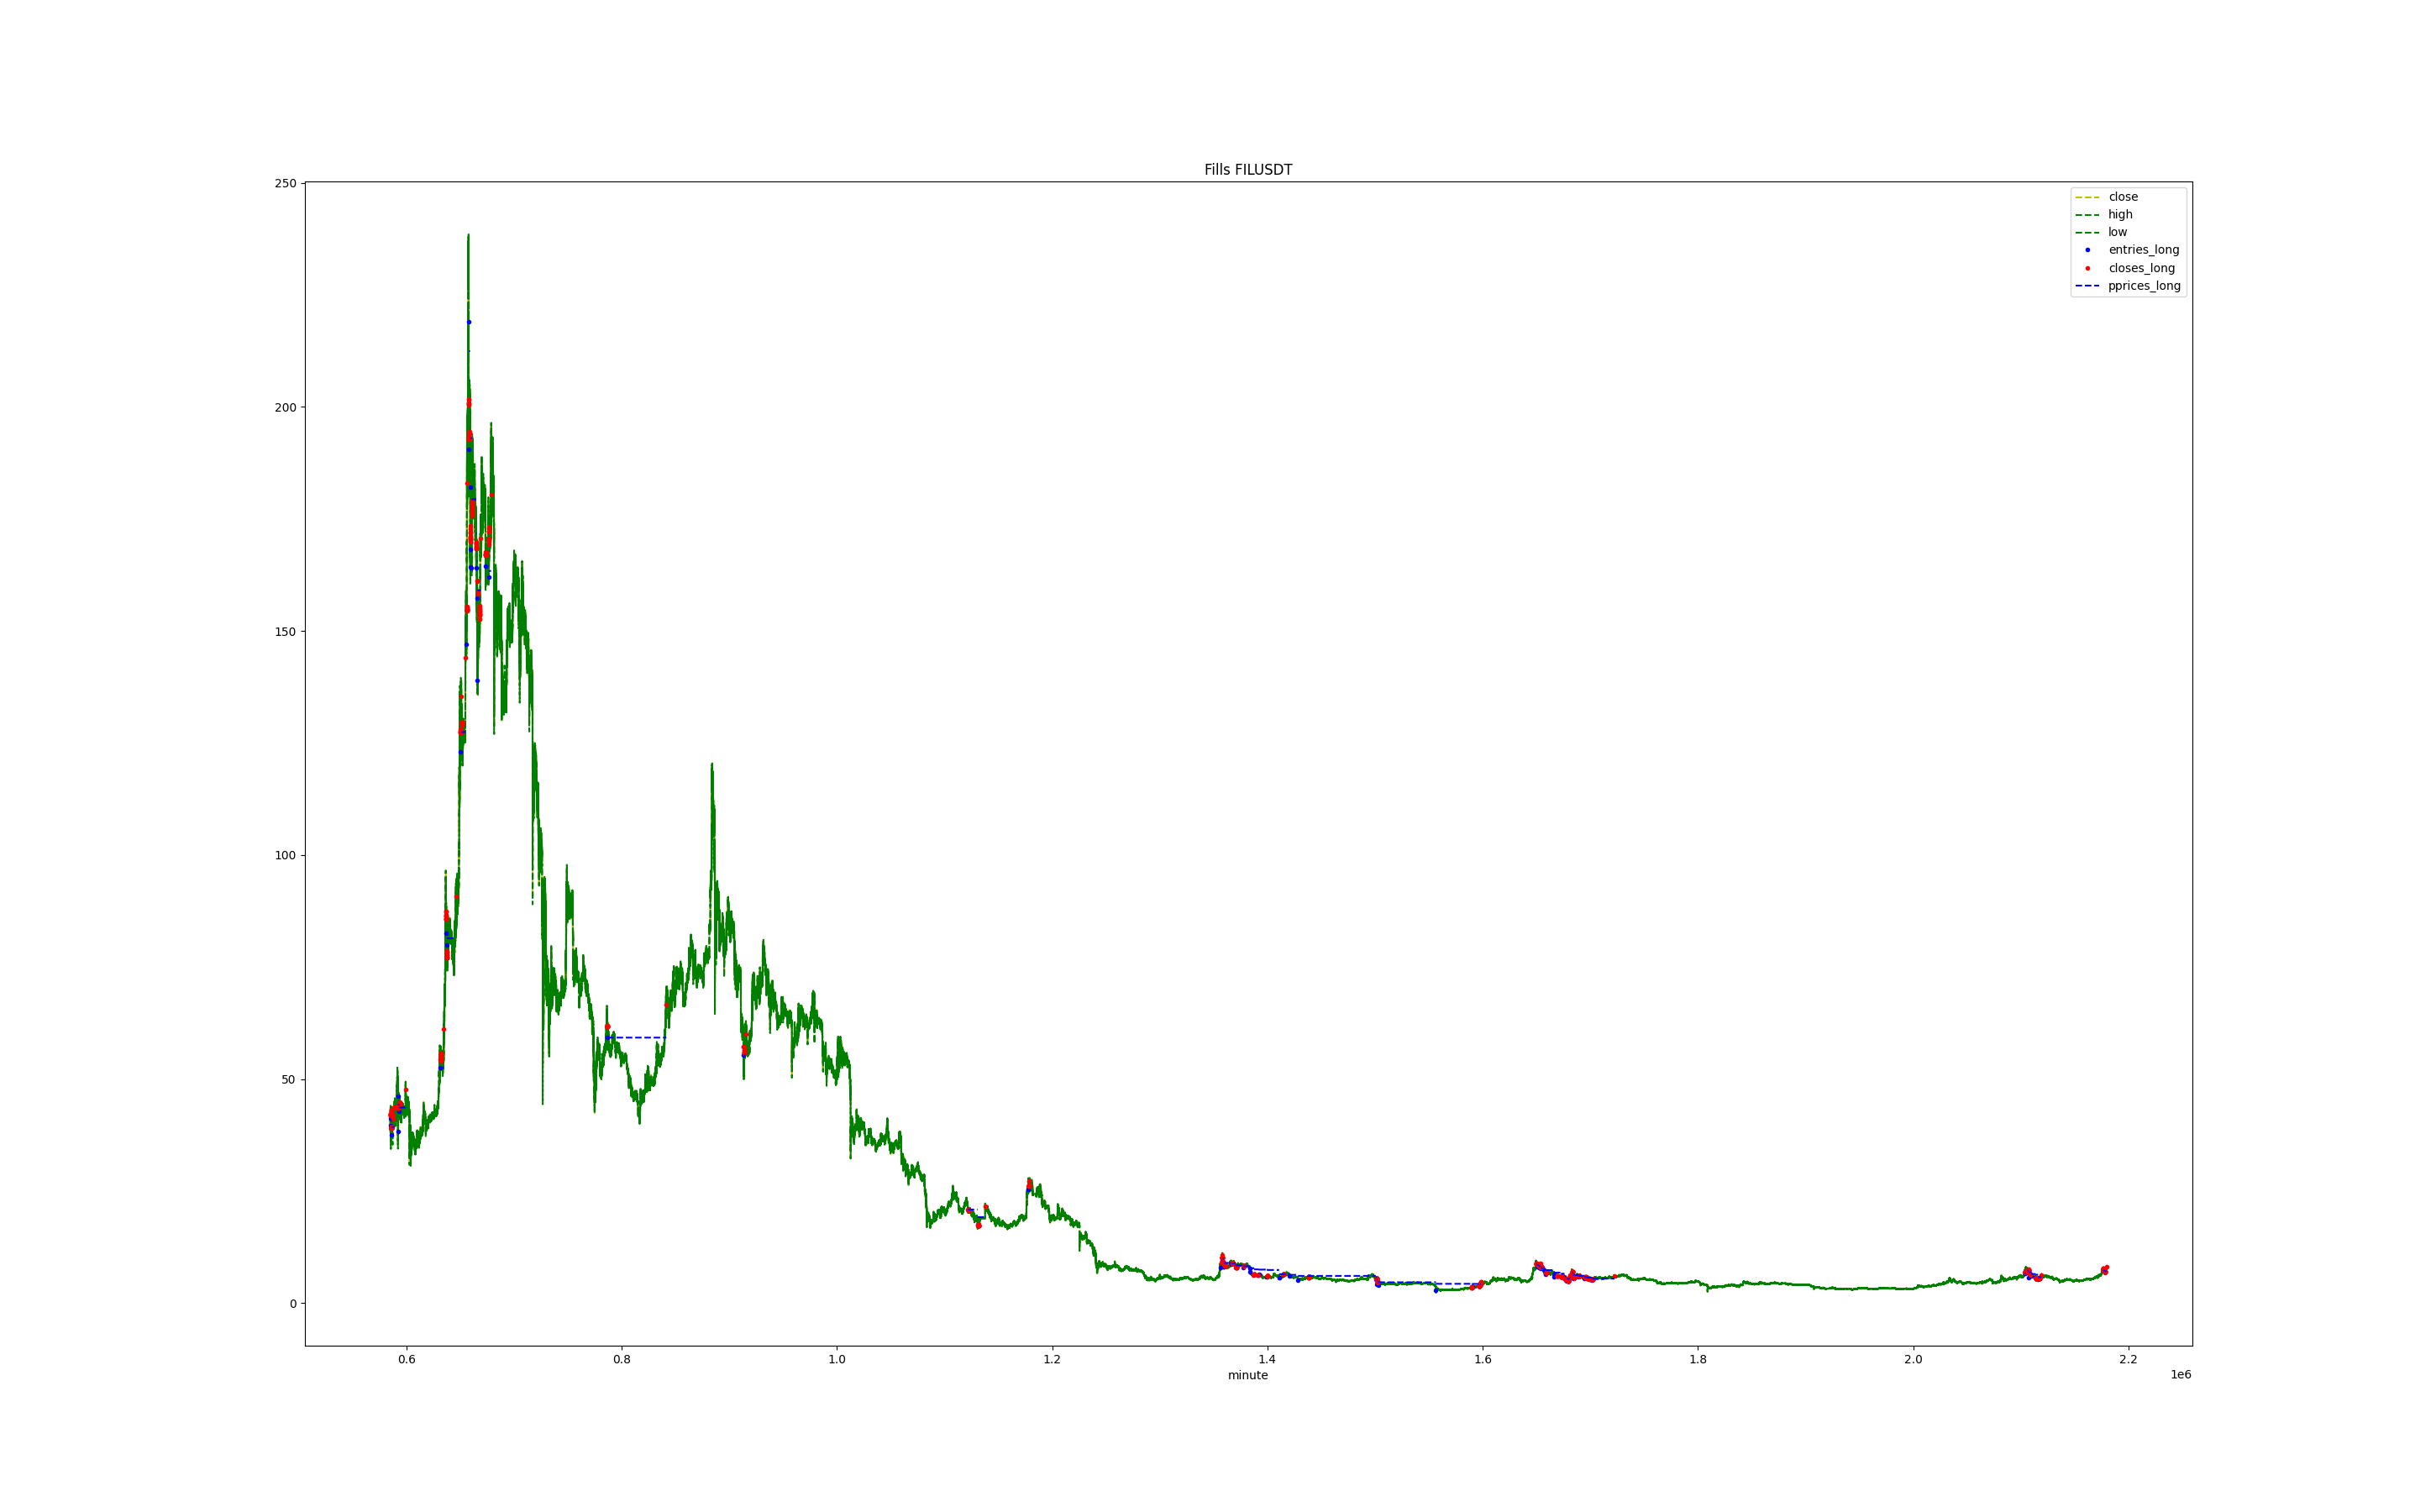 Fills FILUSDT
250
200
150
100
50
0
close
high
low
entries_long
closes_long
pprices_long
0.6 0.8 1.0 1.2 1.4 1.6 1.8 2.0 2.2
minute
1e6